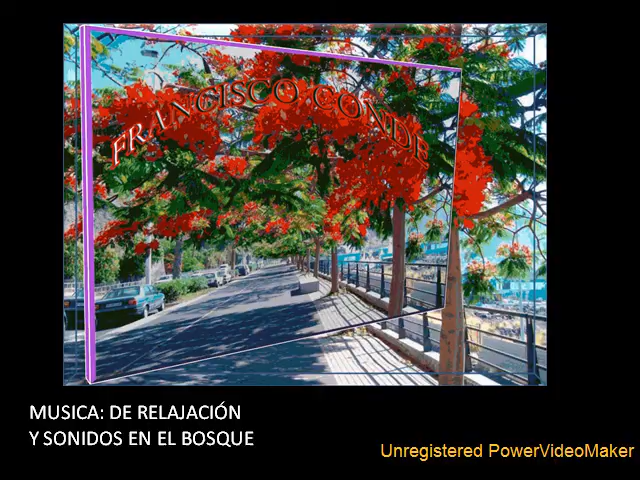 FRANCISCO CONDE
MUSICA: DE RELAJACIÓN
Y SONIDOS EN EL BOSQUE
Unregistered PowerVideoMaker